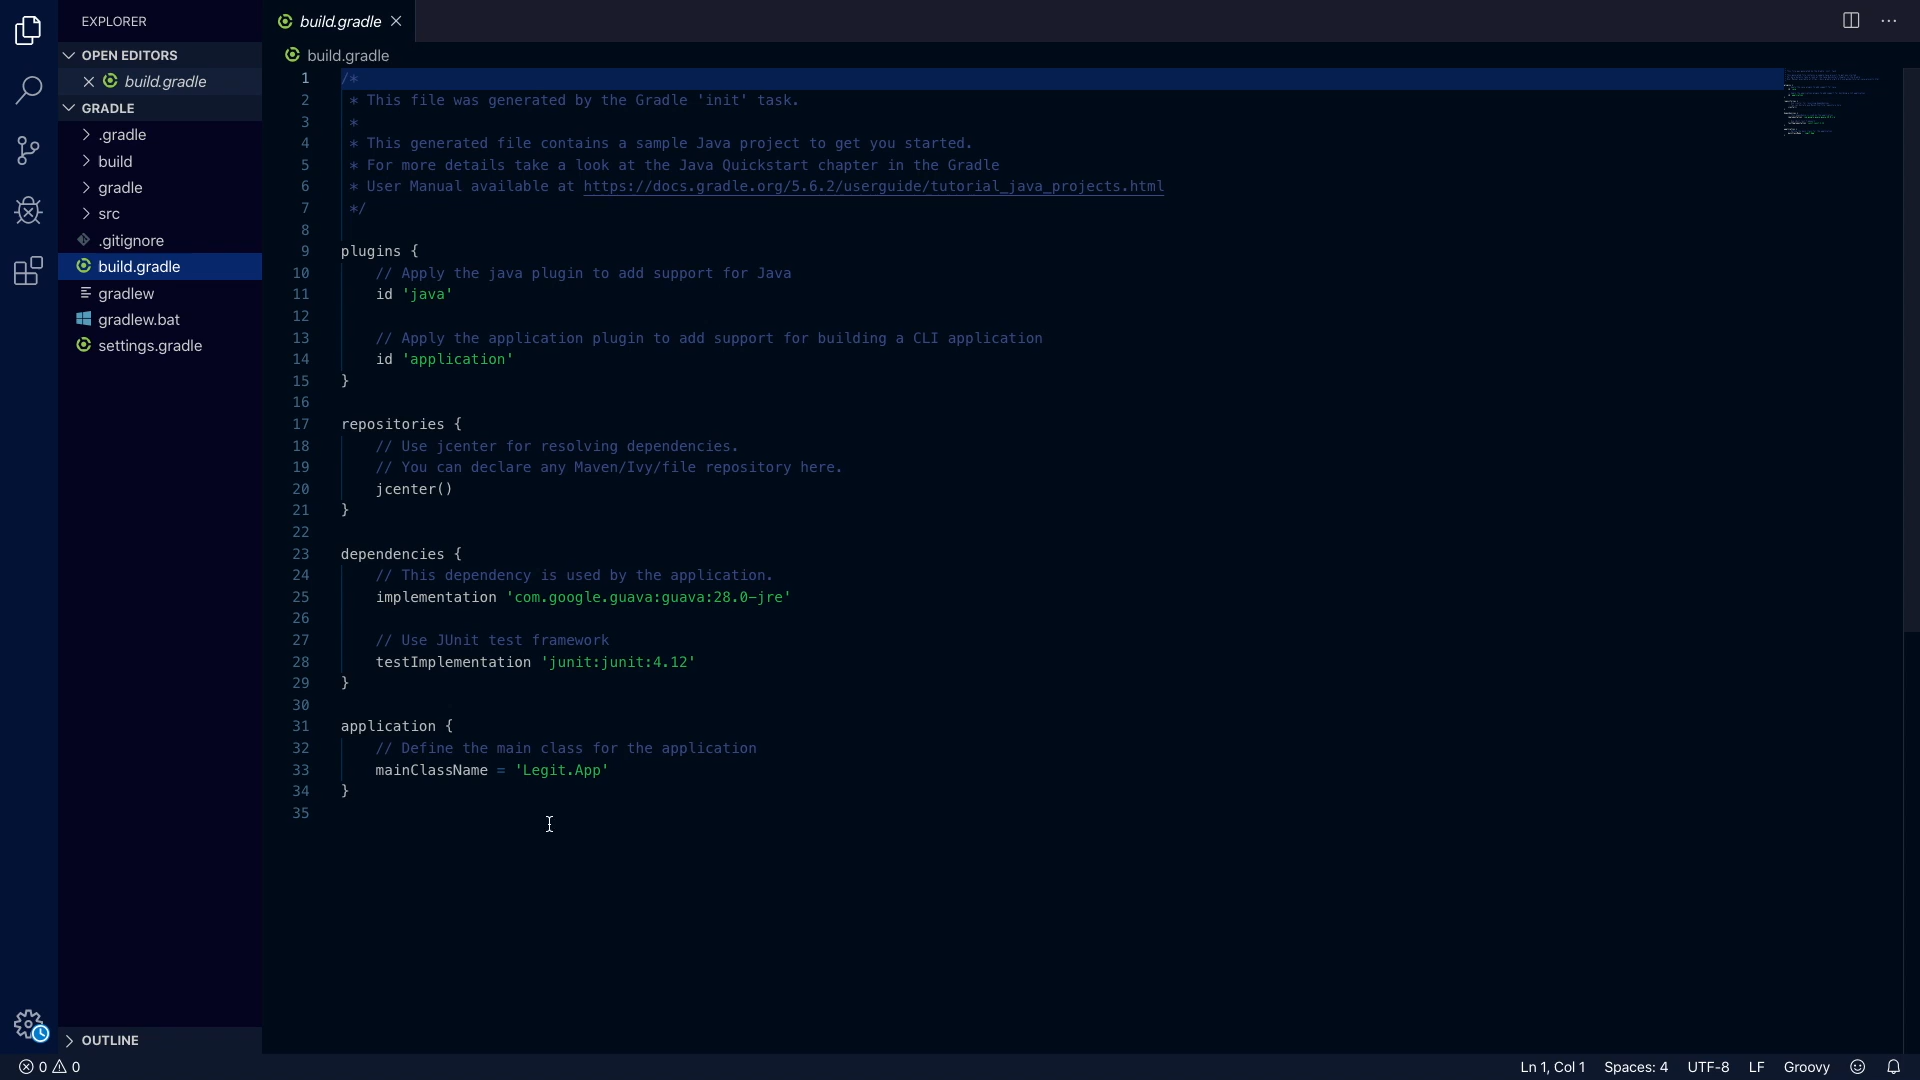 EXPLORER
OPEN EDITORS
build.gradle
GRADLE
.gradle
build
gradle
src
.gitignore
build.gradle
gradlew
gradlew.bat
settings.gradle
OUTLINE
build.gradle
build.gradle
1 /*
2  * This file was generated by the Gradle 'init' task.
3  *
4  * This generated file contains a sample Java project to get you started.
5  * For more details take a look at the Java Quickstart chapter in the Gradle
6  * User Manual available at https://docs.gradle.org/5.6.2/userguide/tutorial_java_projects.html
7  */
8
9 plugins {
10     // Apply the java plugin to add support for Java
11     id 'java'
12
13     // Apply the application plugin to add support for building a CLI application
14     id 'application'
15 }
16
17 repositories {
18     // Use jcenter for resolving dependencies.
19     // You can declare any Maven/Ivy/file repository here.
20     jcenter()
21 }
22
23 dependencies {
24     // This dependency is used by the application.
25     implementation 'com.google.guava:guava:28.0-jre'
26
27     // Use JUnit test framework
28     testImplementation 'junit:junit:4.12'
29 }
30
31 application {
32     // Define the main class for the application
33     mainClassName = 'Legit.App'
34 }
35
0 0
Ln 1, Col 1 Spaces: 4 UTF-8 LF Groovy